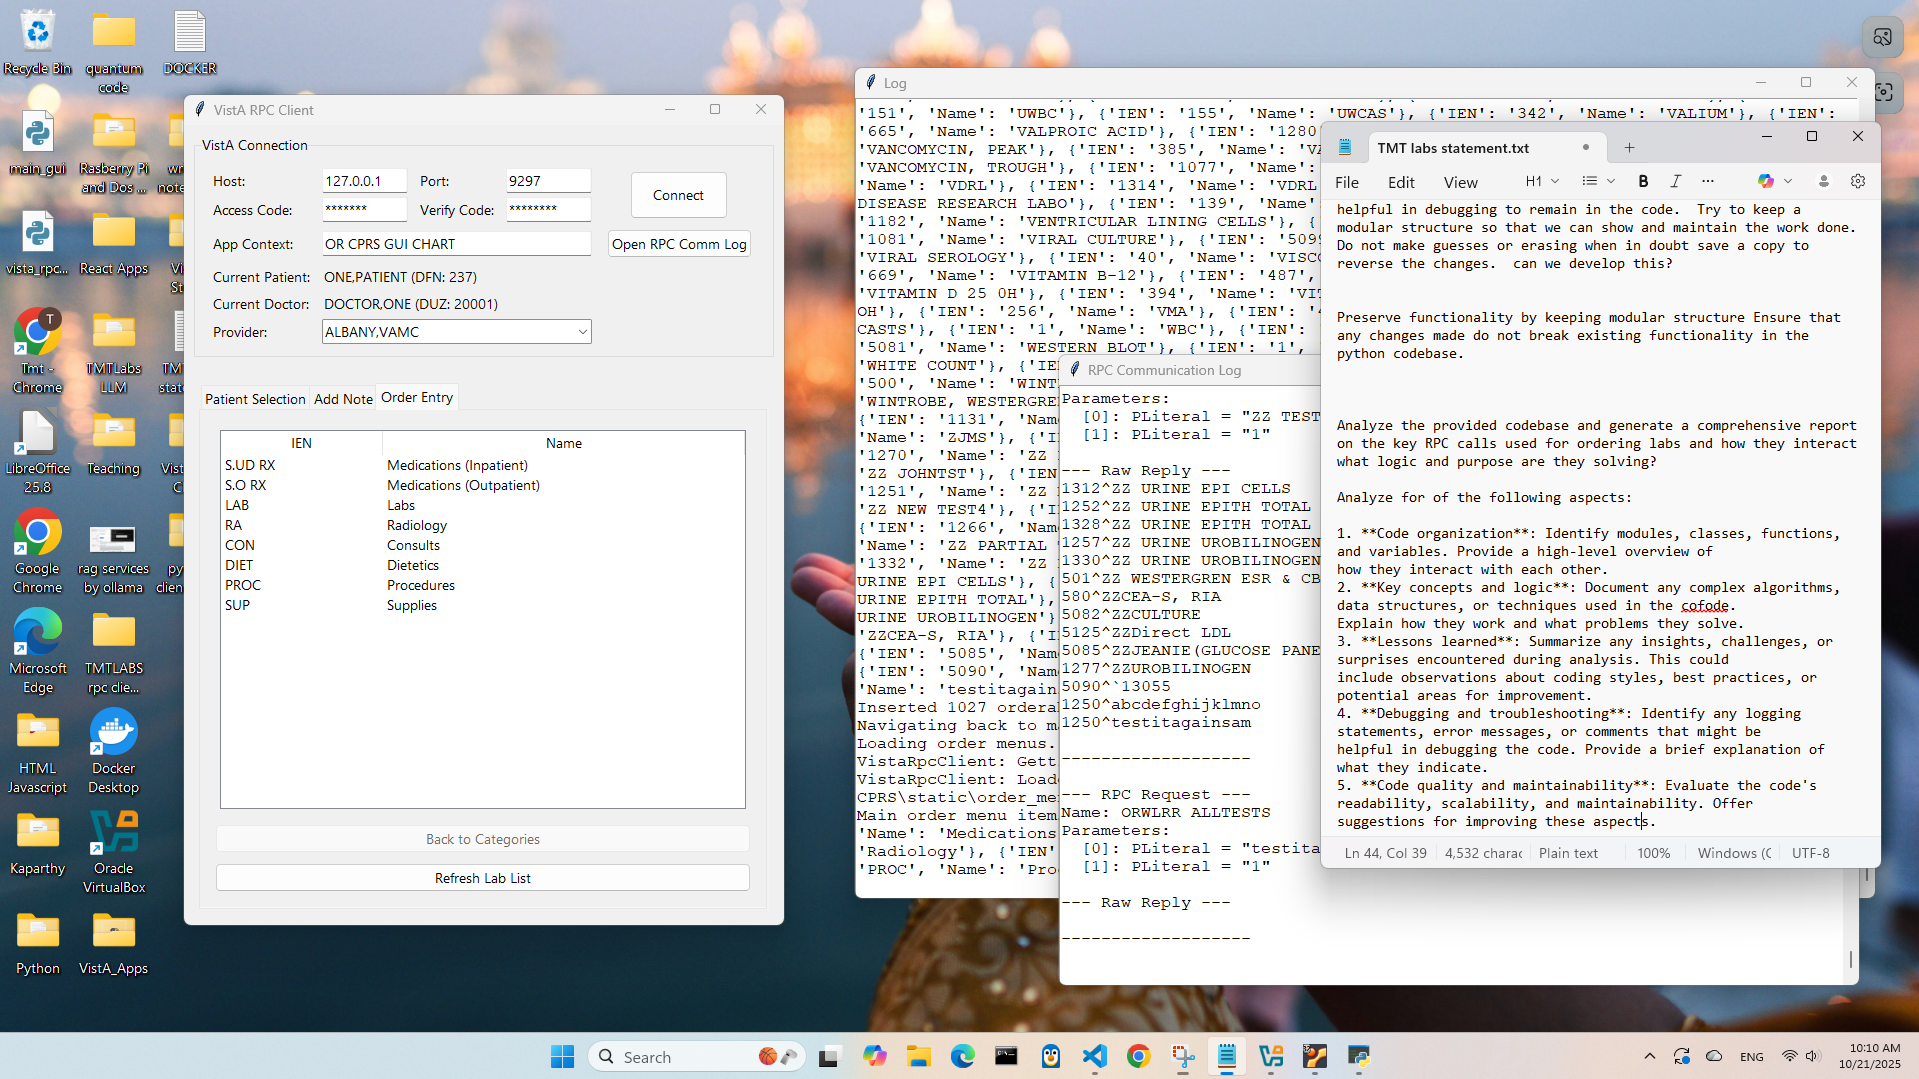 Recycle Bin
quantum code
DOCKER
main_gui
Rasberry Pi and Dos ...
vista_rpc...
React Apps
Tmt - Chrome
TMTLabs LLM
LibreOffice 25.8
Teaching
Google Chrome
rag services by ollama
Microsoft Edge
TMTLABS rpc clie...
HTML Javascript
Docker Desktop
Kaparthy
Oracle VirtualBox
Python
VistA_Apps
VistA RPC Client
VistA Connection
Host: 127.0.0.1 Port: 9297
Connect
Access Code: ******* Verify Code: ********
App Context: OR CPRS GUI CHART
Open RPC Comm Log
Current Patient: ONE,PATIENT (DFN: 237)
Current Doctor: DOCTOR,ONE (DUZ: 20001)
Provider: ALBANY,VAMC
Patient Selection Add Note Order Entry
IEN Name
S.UD RX Medications (Inpatient)
S.O RX Medications (Outpatient)
LAB Labs
RA Radiology
CON Consults
DIET Dietetics
PROC Procedures
SUP Supplies
Back to Categories
Refresh Lab List
Log
'151', 'Name': 'UWBC'}, {'IEN': '155', 'Name': 'UWCAS'}, {'IEN': '342', 'Name': 'VALIUM'}, {'IEN':
'665', 'Name': 'VALPROIC ACID'}, {'IEN': '1280
'VANCOMYCIN, PEAK'}, {'IEN': '385', 'Name': 'VA
'VANCOMYCIN, TROUGH'}, {'IEN': '1077', 'Name':
'Name': 'VDRL'}, {'IEN': '1314', 'Name': 'VDRL
DISEASE RESEARCH LABO'}, {'IEN': '139', 'Name':
'1182', 'Name': 'VENTRICULAR LINING CELLS'}, {
'1081', 'Name': 'VIRAL CULTURE'}, {'IEN': '5099
'VIRAL SEROLOGY'}, {'IEN': '40', 'Name': 'VISCO
'669', 'Name': 'VITAMIN B-12'}, {'IEN': '487',
'VITAMIN D 25 OH'}, {'IEN': '394', 'Name': 'VIT
OH'}, {'IEN': '256', 'Name': 'VMA'}, {'IEN':
CASTS'}, {'IEN': '1', 'Name': 'WBC'}, {'IEN':
'5081', 'Name': 'WESTERN BLOT'}, {'IEN': '1',
'WHITE COUNT'}, {'IE
'500', 'Name': 'WINT
'WINTROBE, WESTERGRE
{'IEN': '1131', 'Nam
'Name': 'ZJMS'}, {'I
'1270', 'Name': 'ZZ
'ZZ JOHNTST'}, {'IEN
'1251', 'Name': 'ZZ
'ZZ NEW TEST4'}, {'I
{'IEN': '1266', 'Nam
'Name': 'ZZ PARTIAL
'1332', 'Name': 'ZZ
URINE EPI CELLS'}, {
URINE EPITH TOTAL'},
URINE UROBILINOGEN'}
'ZZCEA-S, RIA'}, {'I
{'IEN': '5085', 'Nam
{'IEN': '5090', 'Nam
'Name': 'testitagain
Inserted 1027 ordera
Navigating back to ma
Loading order menus.
VistaRpcClient: Gett
VistaRpcClient: Load
CPRS\static\order_me
Main order menu item
'Name': 'Medications
'Radiology'}, {'IEN'
'PROC', 'Name': 'Pro
RPC Communication Log
Parameters:
[0]: PLiteral = "ZZ TEST
[1]: PLiteral = "1"
--- Raw Reply ---
1312^ZZ URINE EPI CELLS
1252^ZZ URINE EPITH TOTAL
1328^ZZ URINE EPITH TOTAL
1257^ZZ URINE UROBILINOGEN
1330^ZZ URINE UROBILINOGEN
501^ZZ WESTERGREN ESR & CB
580^ZZCEA-S, RIA
5082^ZZCULTURE
5125^ZZDirect LDL
5085^ZZJEANIE(GLUCOSE PANE
1277^ZZUROBILINOGEN
5090^`13055
1250^abcdefghijklmno
1250^testitagainsam
-------------------
--- RPC Request ---
Name: ORWLRR ALLTESTS
Parameters:
[0]: PLiteral = "testita
[1]: PLiteral = "1"
--- Raw Reply ---
-------------------
TMT labs statement.txt
File Edit View H1 B I ...
helpful in debugging to remain in the code. Try to keep a
modular structure so that we can show and maintain the work done.
Do not make guesses or erasing when in doubt save a copy to
reverse the changes. can we develop this?
Preserve functionality by keeping modular structure Ensure that
any changes made do not break existing functionality in the
python codebase.
Analyze the provided codebase and generate a comprehensive report
on the key RPC calls used for ordering labs and how they interact
what logic and purpose are they solving?
Analyze for of the following aspects:
1. **Code organization**: Identify modules, classes, functions,
and variables. Provide a high-level overview of
how they interact with each other.
2. **Key concepts and logic**: Document any complex algorithms,
data structures, or techniques used in the cofode.
Explain how they work and what problems they solve.
3. **Lessons learned**: Summarize any insights, challenges, or
surprises encountered during analysis. This could
include observations about coding styles, best practices, or
potential areas for improvement.
4. **Debugging and troubleshooting**: Identify any logging
statements, error messages, or comments that might be
helpful in debugging the code. Provide a brief explanation of
what they indicate.
5. **Code quality and maintainability**: Evaluate the code's
readability, scalability, and maintainability. Offer
suggestions for improving these aspects.
Ln 44, Col 39 4,532 charac Plain text 100% Windows (C UTF-8
Search
ENG
10:10 AM
10/21/2025